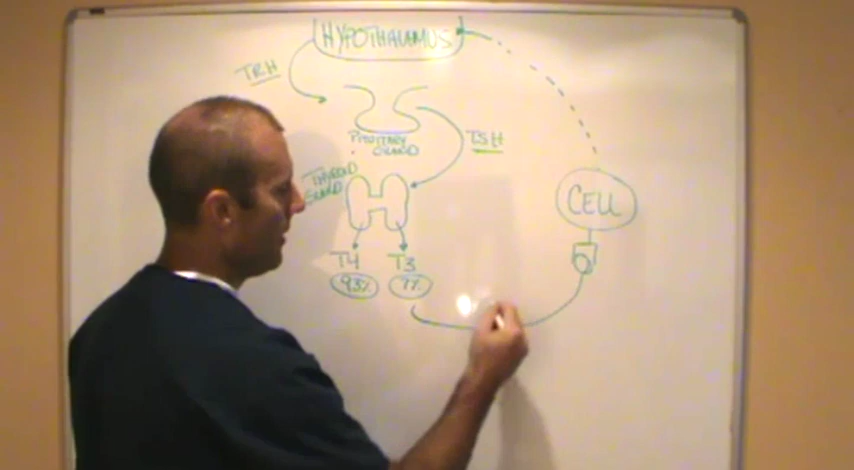 HYPOTHALAMUS
TRH
PITUITARY
GLAND
TSH
THYROID
GLAND
CELL
T4 T3
93% 7%